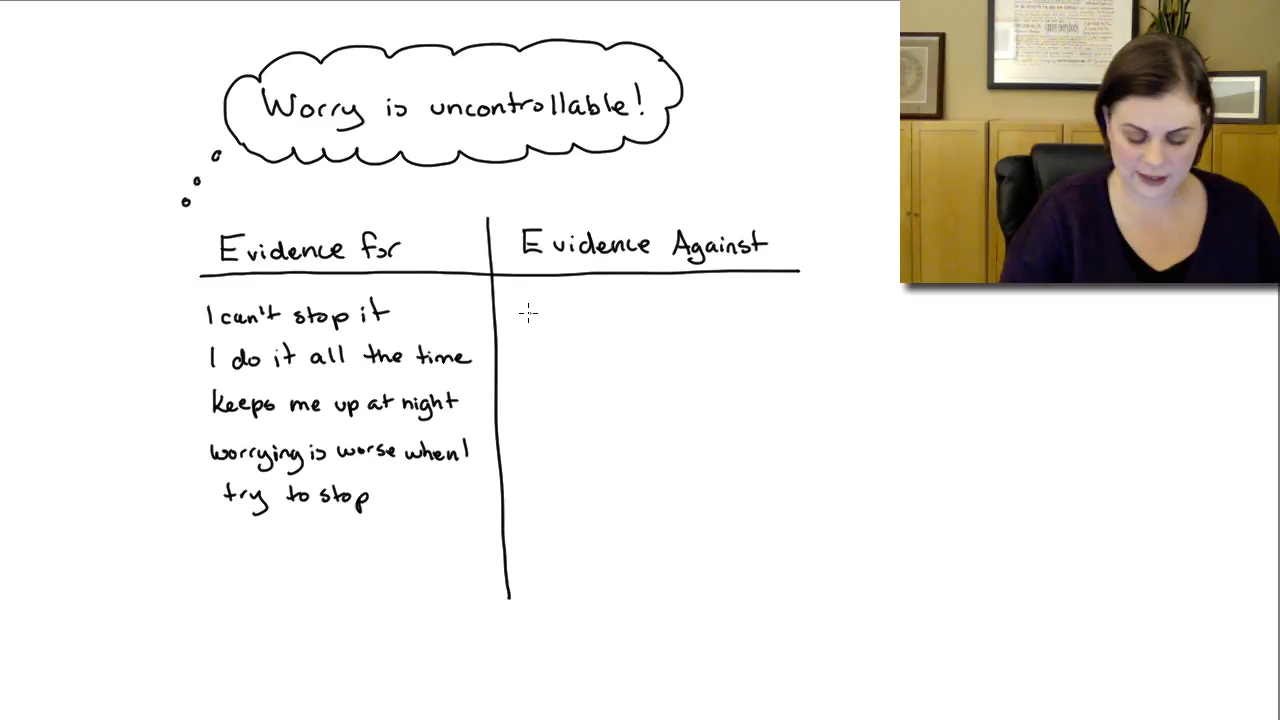 Worry is uncontrollable!
Evidence for
Evidence Against
I can't stop it
I do it all the time
keeps me up at night
worrying is worse when I
try to stop